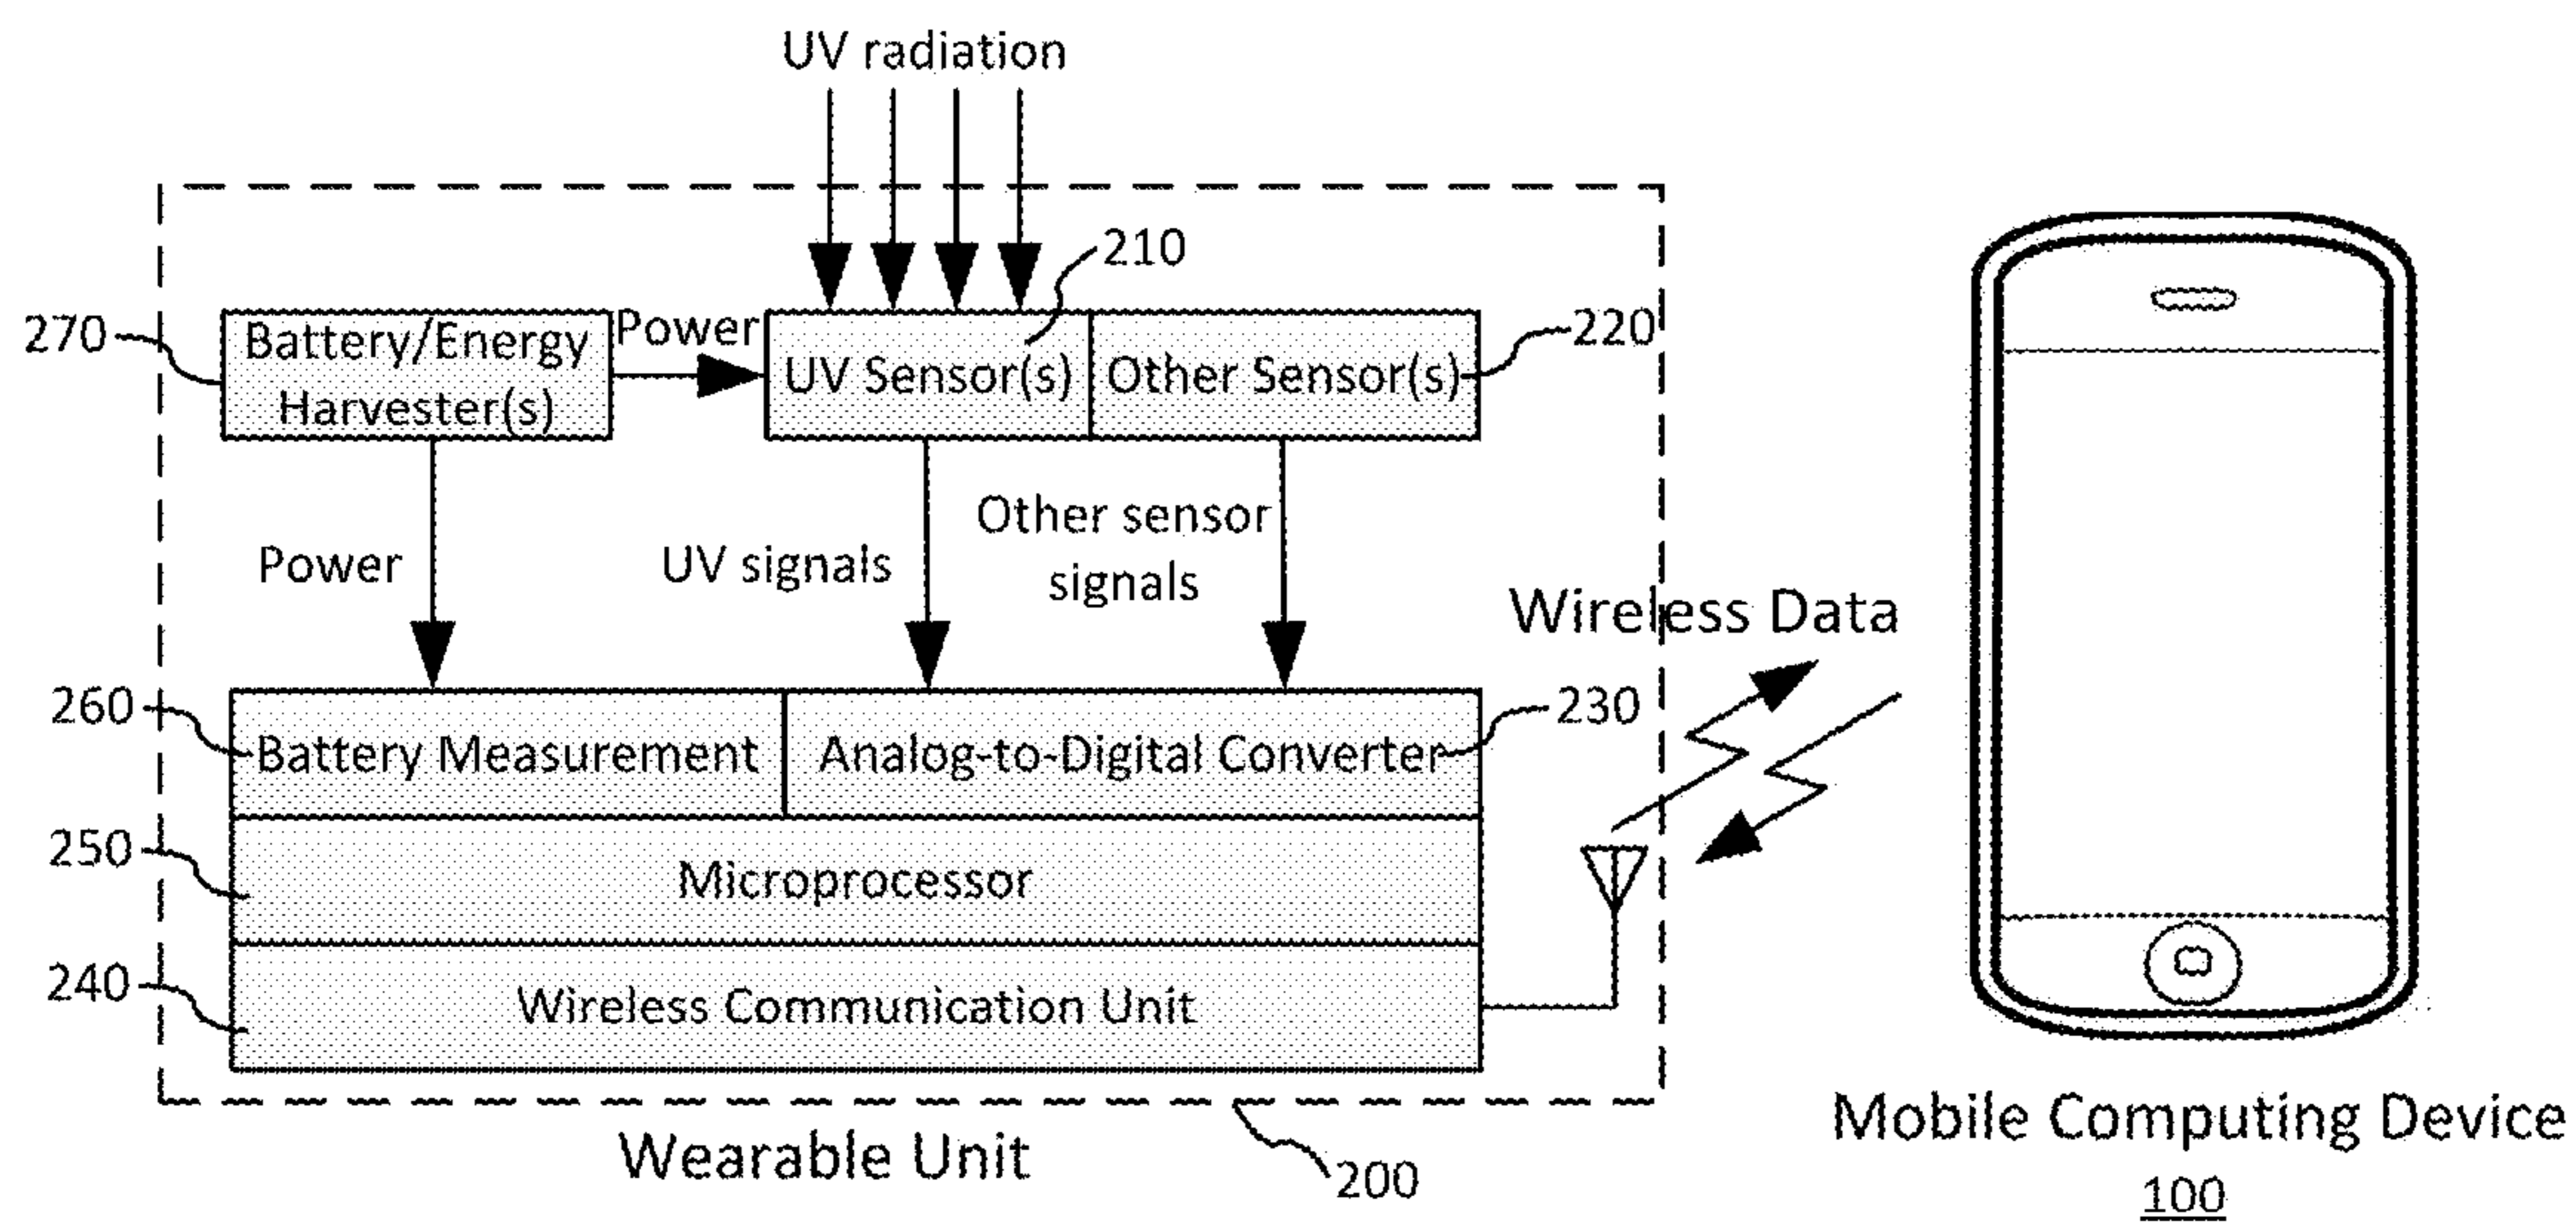 UV radiation
210
270
Battery/Energy
Harvester(s)
Power
UV Sensor(s)
Other Sensor(s)
220
Power
UV signals
Other sensor
signals
Wireless Data
260
Battery Measurement
Analog-to-Digital Converter
230
250
Microprocessor
240
Wireless Communication Unit
Wearable Unit
200
Mobile Computing Device
100